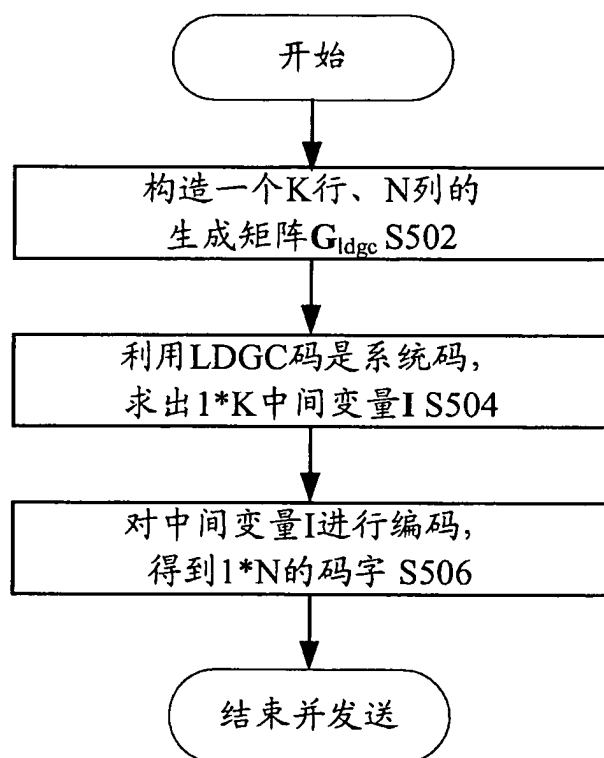 开始
构造一个K行、N列的
生成矩阵G_ldgc S502
利用LDGC码是系统码，
求出1*K中间变量I S504
对中间变量I进行编码，
得到1*N的码字 S506
结束并发送